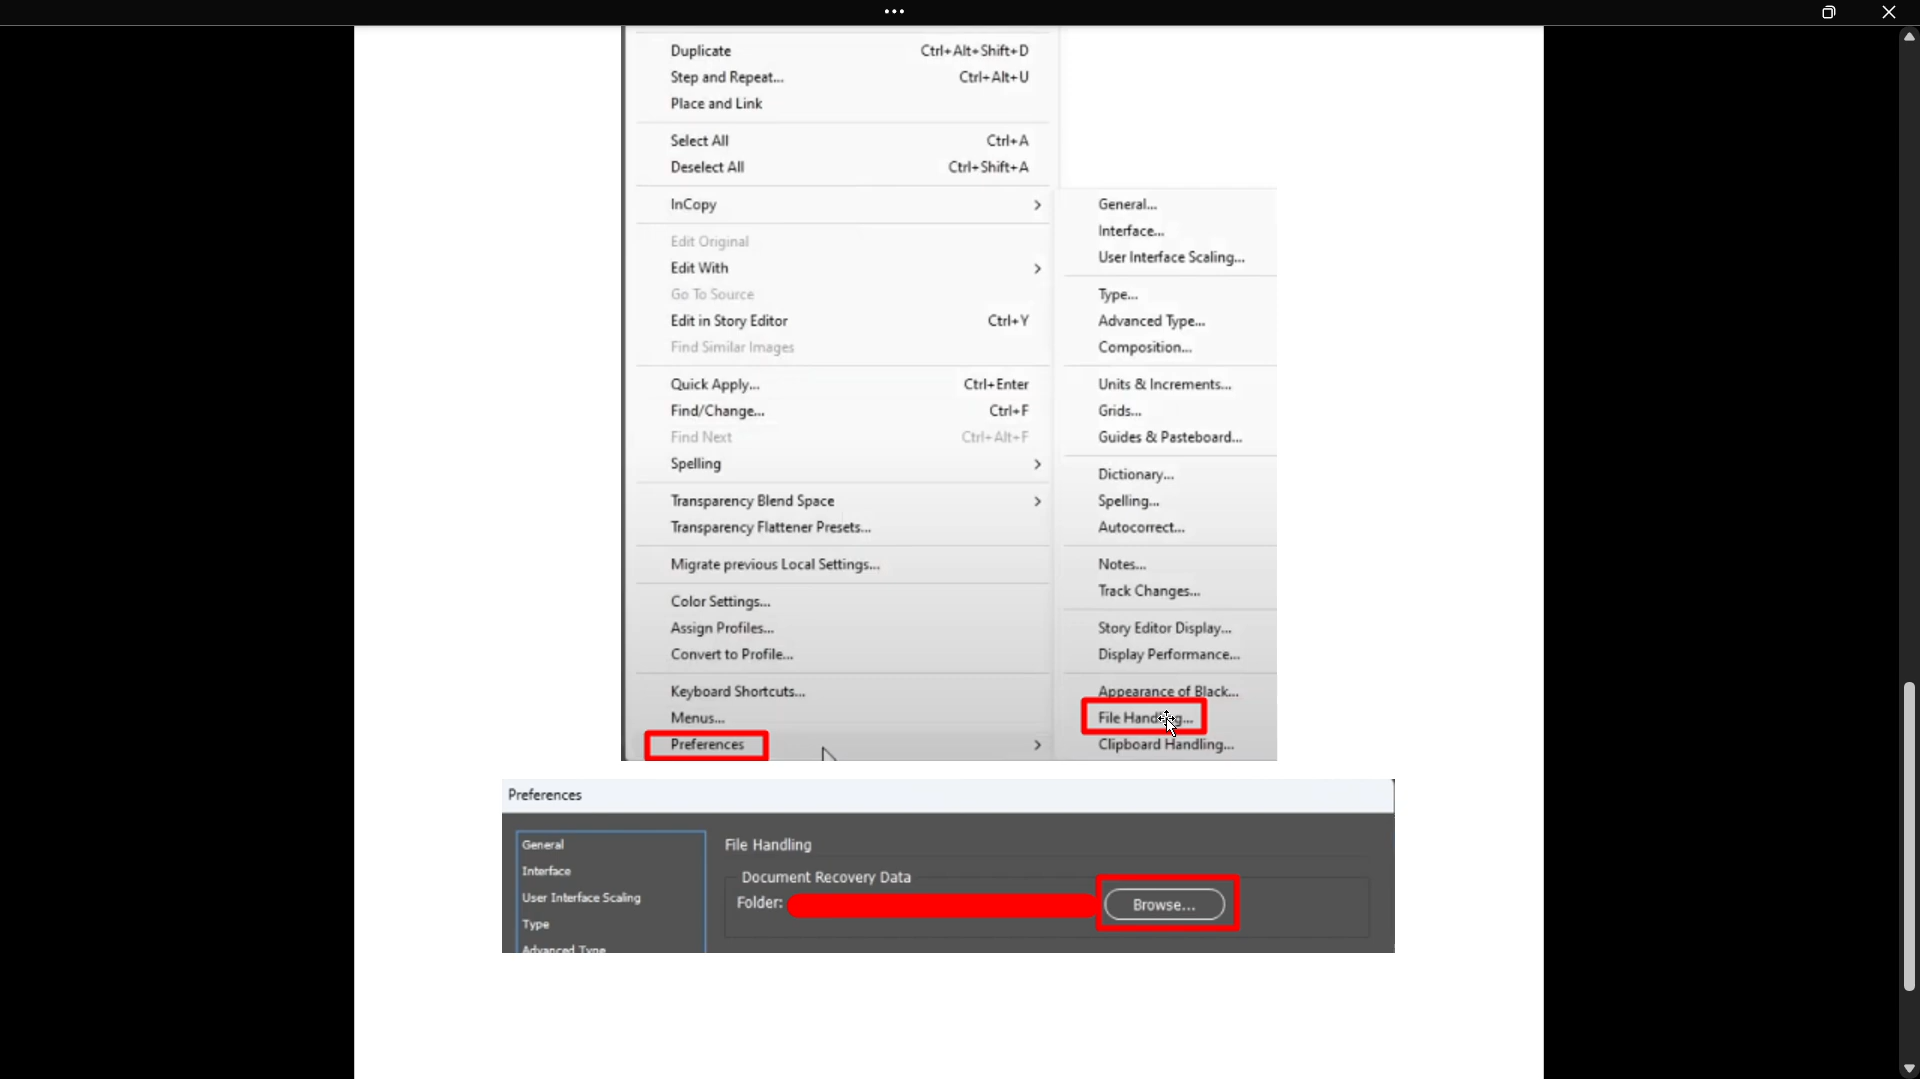 Duplicate Ctrl+Alt+Shift+D
Step and Repeat... Ctrl+Alt+U
Place and Link
Select All Ctrl+A
Deselect All Ctrl+Shift+A
InCopy
Edit Original
Edit With
Go To Source
Edit in Story Editor Ctrl+Y
Find Similar Images
Quick Apply... Ctrl+Enter
Find/Change... Ctrl+F
Find Next Ctrl+Alt+F
Spelling
Transparency Blend Space
Transparency Flattener Presets...
Migrate previous Local Settings...
Color Settings...
Assign Profiles...
Convert to Profile...
Keyboard Shortcuts...
Menus...
Preferences
General...
Interface...
User Interface Scaling...
Type...
Advanced Type...
Composition...
Units & Increments...
Grids...
Guides & Pasteboard...
Dictionary...
Spelling...
Autocorrect...
Notes...
Track Changes...
Story Editor Display...
Display Performance...
Appearance of Black...
File Handling...
Clipboard Handling...
Preferences
General
Interface
User Interface Scaling
Type
Advanced Type
File Handling
Document Recovery Data
Folder:
Browse...